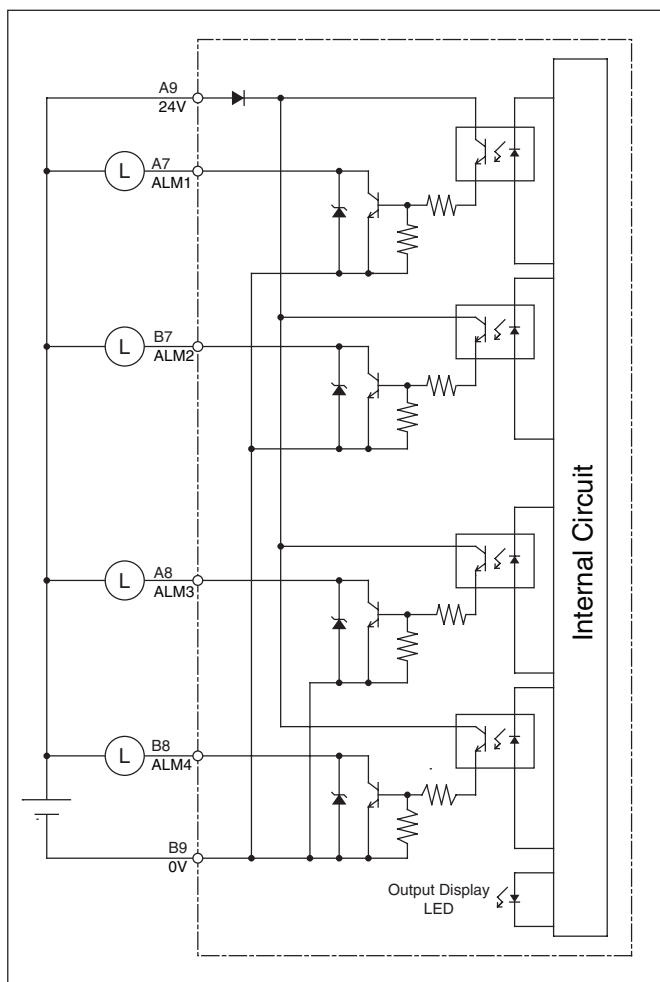 A9
24V
L
A7
ALM1
L
B7
ALM2
L
A8
ALM3
L
B8
ALM4
B9
0V
Internal Circuit
Output Display
LED